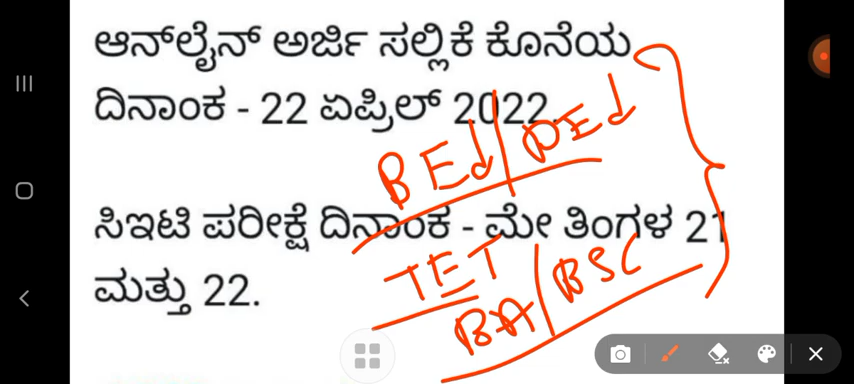 ಆನ್‌ಲೈನ್ ಅರ್ಜಿ ಸಲ್ಲಿಕೆ ಕೊನೆಯ
ದಿನಾಂಕ - 22 ಏಪ್ರಿಲ್ 2022.
BEd/DEd
ಸಿಇಟಿ ಪರೀಕ್ಷೆ ದಿನಾಂಕ - ಮೇ ತಿಂಗಳ 21
ಮತ್ತು 22.
TET
BA/BSC